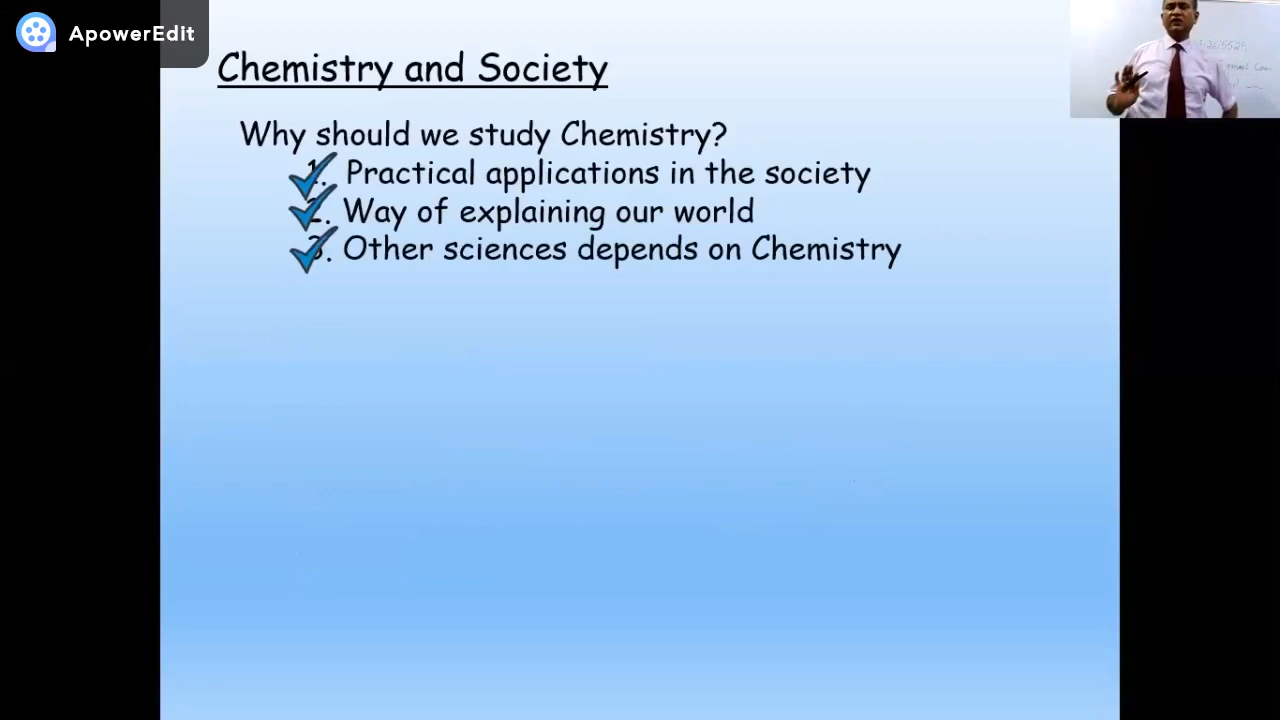 ApowerEdit
Chemistry and Society
Why should we study Chemistry?
1. Practical applications in the society
2. Way of explaining our world
3. Other sciences depends on Chemistry